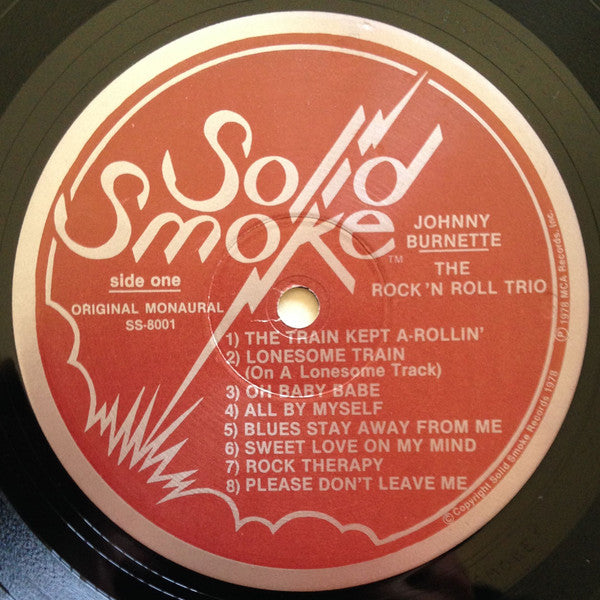 Solid
Smoke
TM
side one
ORIGINAL MONAURAL
SS-8001
JOHNNY
BURNETTE
THE
ROCK 'N ROLL TRIO
1) THE TRAIN KEPT A-ROLLIN'
2) LONESOME TRAIN
(On A Lonesome Track)
3) OH BABY BABE
4) ALL BY MYSELF
5) BLUES STAY AWAY FROM ME
6) SWEET LOVE ON MY MIND
7) ROCK THERAPY
8) PLEASE DON'T LEAVE ME
Ⓟ 1978 MCA Records, Inc.
© Copyright Solid Smoke Records 1978